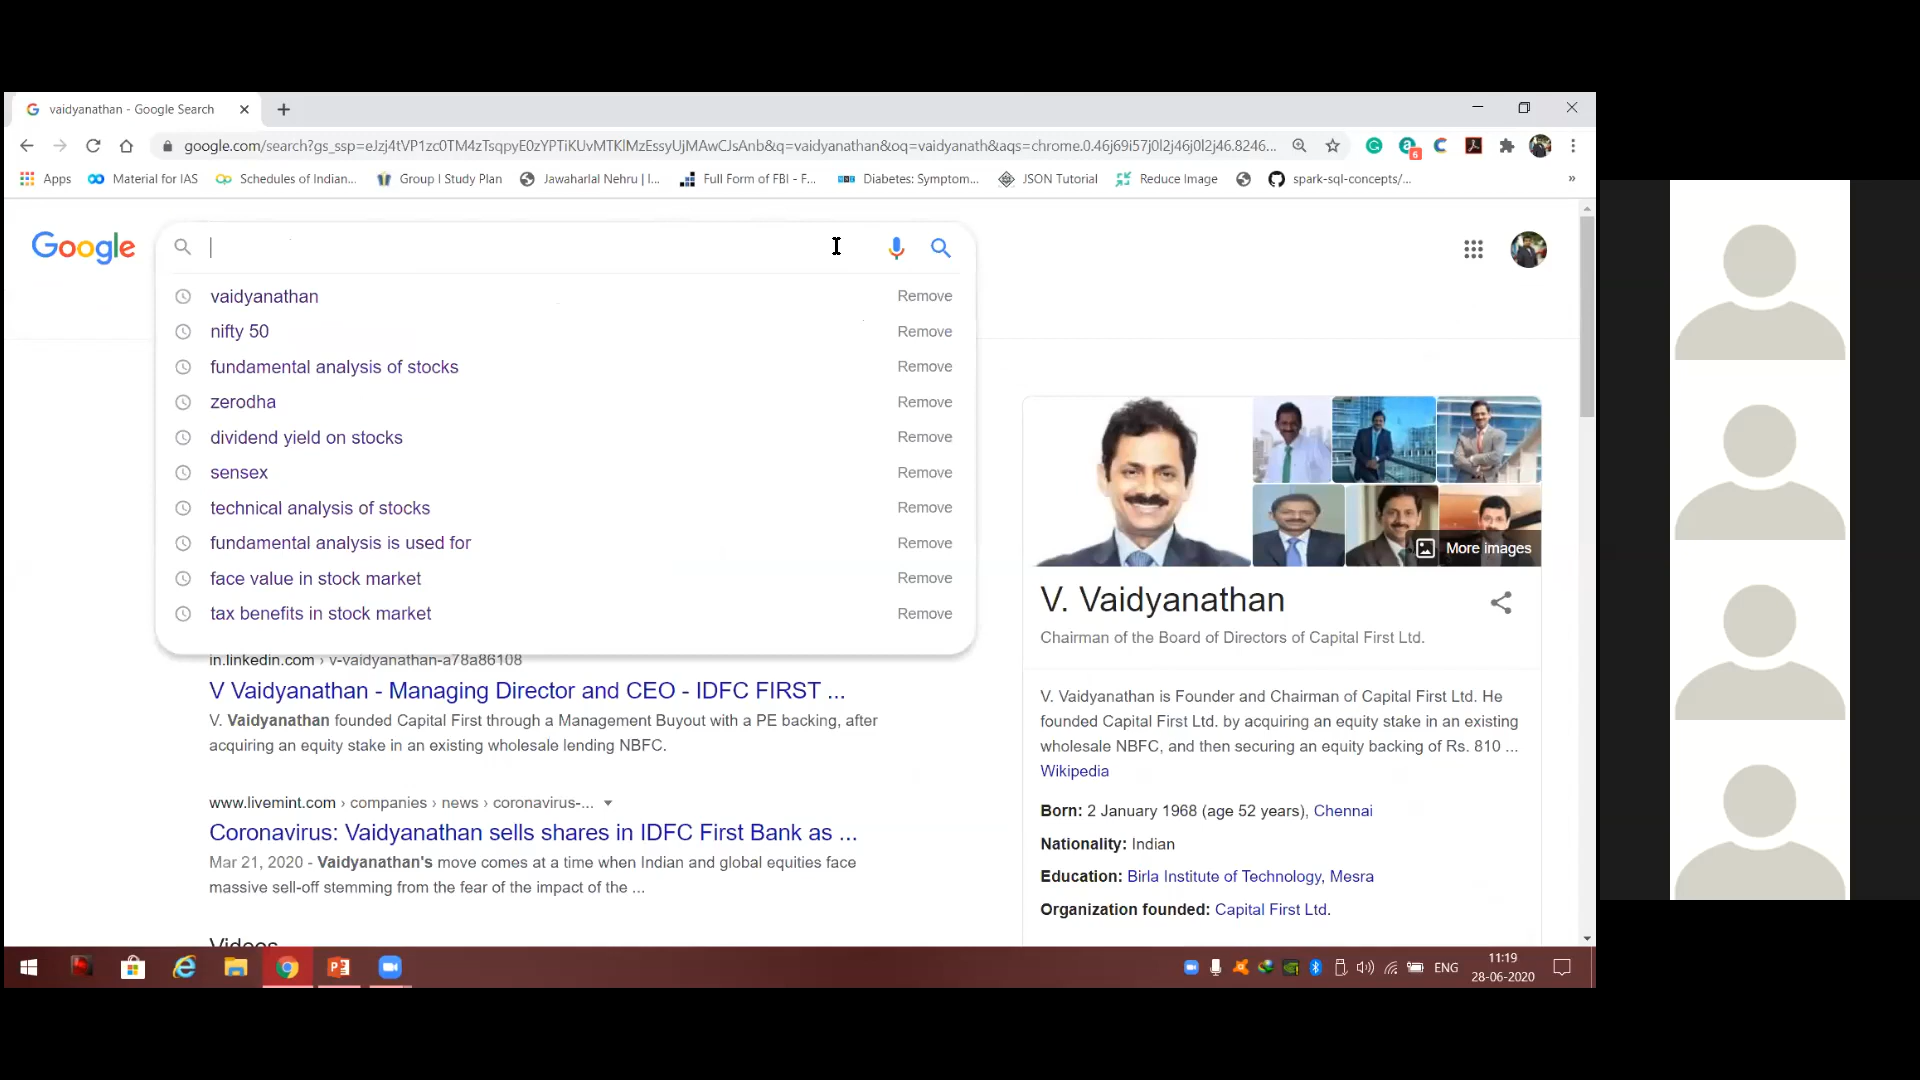 vaidyanathan - Google Search
google.com/search?gs_ssp=eJzj4tVP1zc0TM4zTsqpyE0zYPTiKUvMTKlMzEssyUjMAwCJsAnb&q=vaidyanathan&oq=vaidyanath&aqs=chrome.0.46j69i57j0l2j46j0l2j46.8246...
6
Apps
Material for IAS
Schedules of Indian...
Group I Study Plan
Jawaharlal Nehru | I...
Full Form of FBI - F...
Diabetes: Symptom...
JSON Tutorial
Reduce Image
spark-sql-concepts/...
»
Google
vaidyanathan Remove
nifty 50 Remove
fundamental analysis of stocks Remove
zerodha Remove
dividend yield on stocks Remove
sensex Remove
technical analysis of stocks Remove
fundamental analysis is used for Remove
face value in stock market Remove
tax benefits in stock market Remove
in.linkedin.com › v-vaidyanathan-a78a86108
V Vaidyanathan - Managing Director and CEO - IDFC FIRST ...
V. Vaidyanathan founded Capital First through a Management Buyout with a PE backing, after
acquiring an equity stake in an existing wholesale lending NBFC.
www.livemint.com › companies › news › coronavirus-...
Coronavirus: Vaidyanathan sells shares in IDFC First Bank as ...
Mar 21, 2020 - Vaidyanathan's move comes at a time when Indian and global equities face
massive sell-off stemming from the fear of the impact of the ...
Videos
More images
V. Vaidyanathan
Chairman of the Board of Directors of Capital First Ltd.
V. Vaidyanathan is Founder and Chairman of Capital First Ltd. He
founded Capital First Ltd. by acquiring an equity stake in an existing
wholesale NBFC, and then securing an equity backing of Rs. 810 ...
Wikipedia
Born: 2 January 1968 (age 52 years), Chennai
Nationality: Indian
Education: Birla Institute of Technology, Mesra
Organization founded: Capital First Ltd.
ENG
11:19
28-06-2020